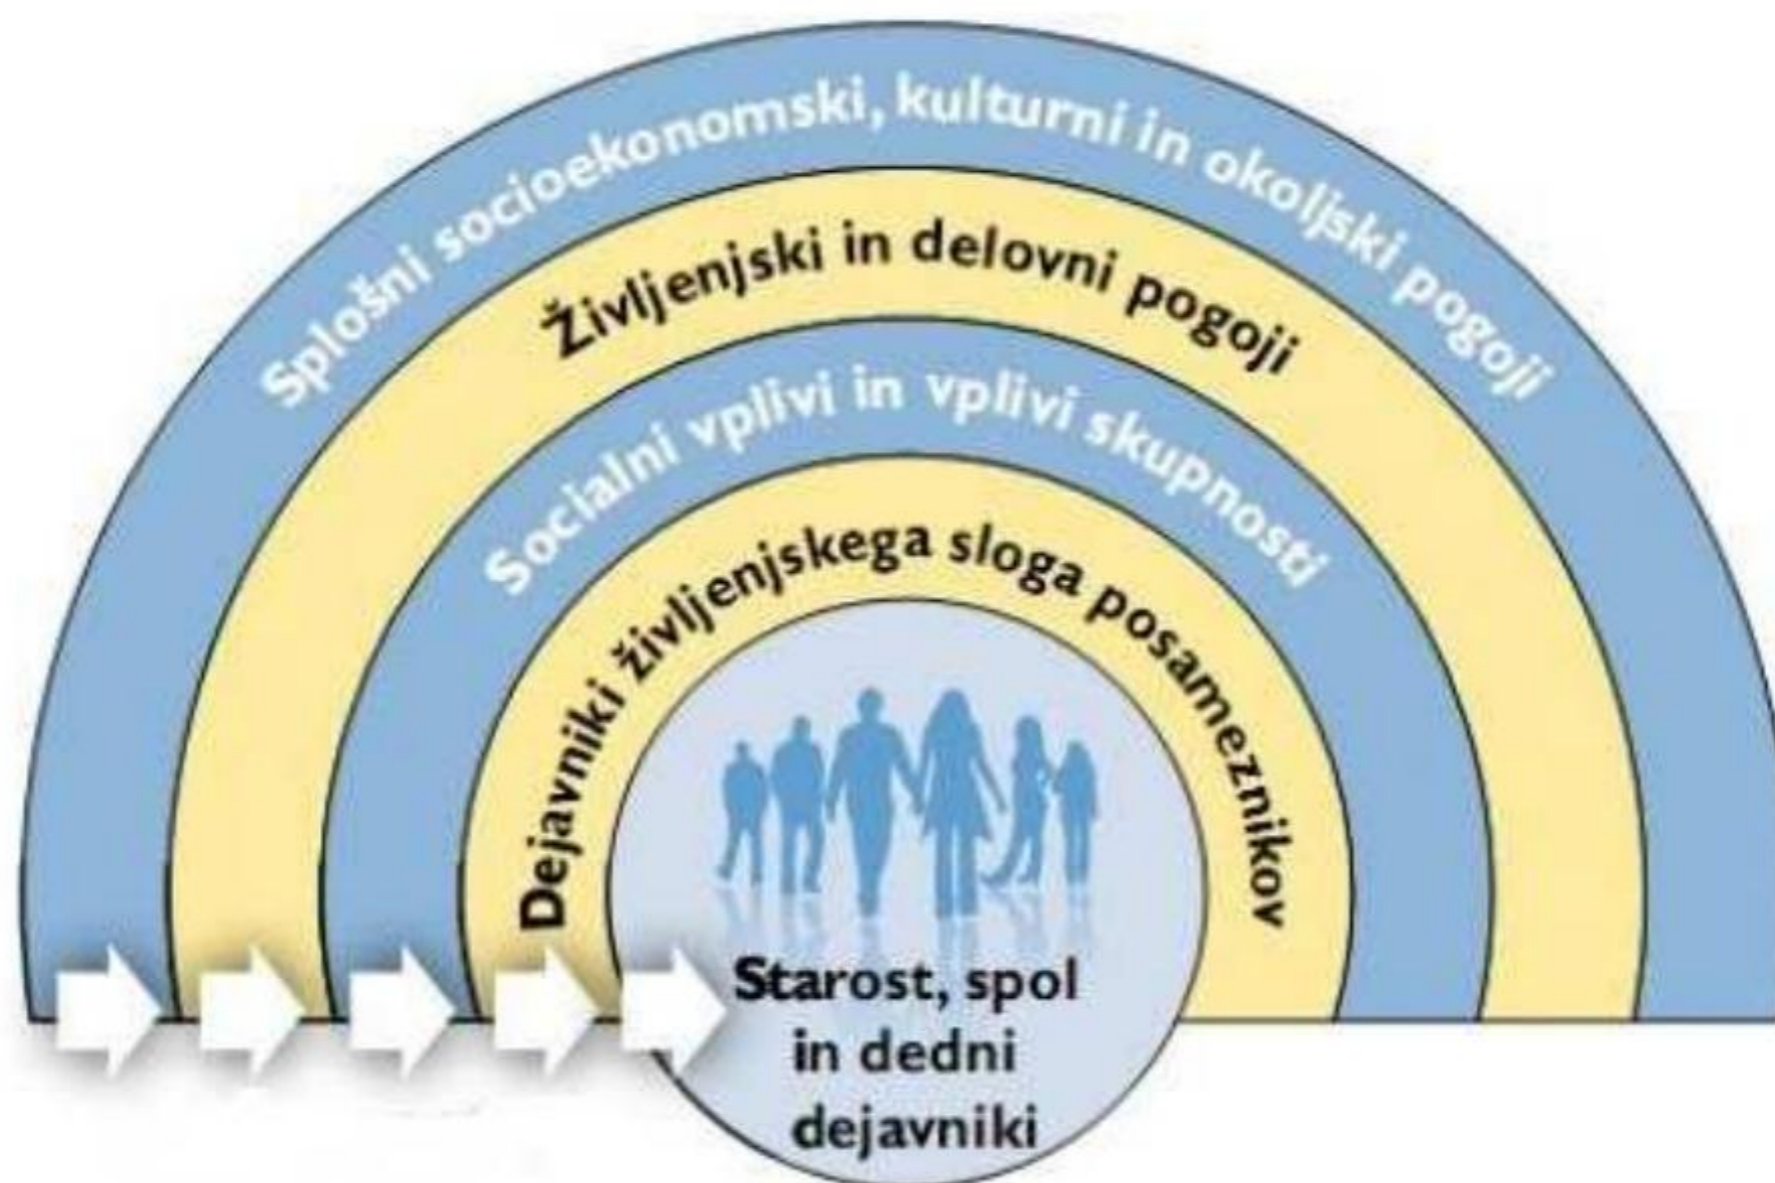 Splošni socioekonomski, kulturni in okoljski pogoji
Življenjski in delovni pogoji
Socialni vplivi in vplivi skupnosti
Dejavniki življenjskega sloga posameznikov
Starost, spol
in dedni
dejavniki